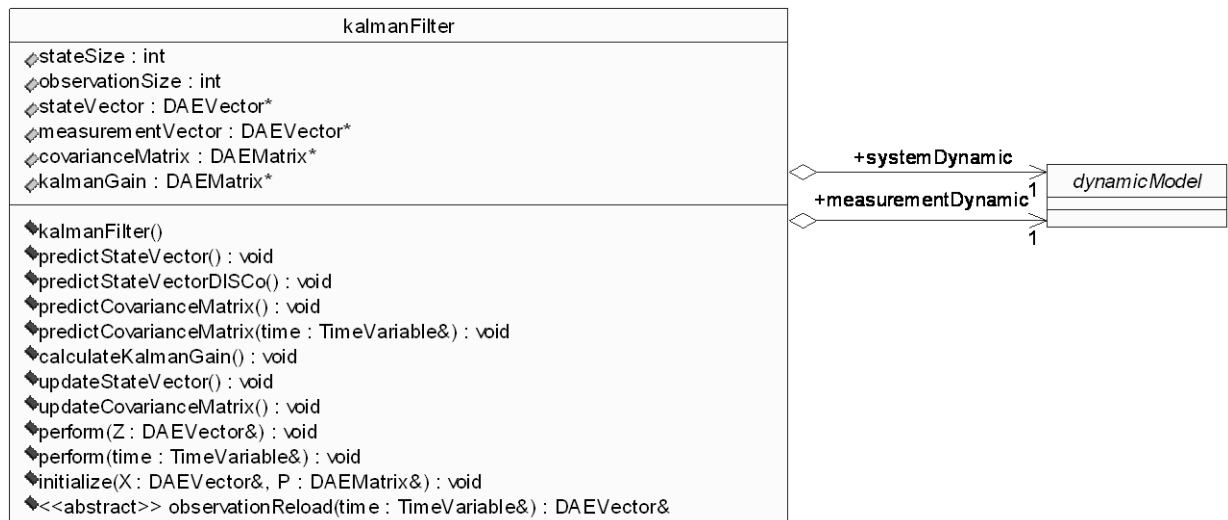 kalmanFilter
stateSize : int
observationSize : int
stateVector : DAEVector*
measurementVector : DAEVector*
covarianceMatrix : DAEMatrix*
kalmanGain : DAEMatrix*
kalmanFilter()
predictStateVector() : void
predictStateVectorDISCo() : void
predictCovarianceMatrix() : void
predictCovarianceMatrix(time : TimeVariable&) : void
calculateKalmanGain() : void
updateStateVector() : void
updateCovarianceMatrix() : void
perform(Z : DAEVector&) : void
perform(time : TimeVariable&) : void
initialize(X : DAEVector&, P : DAEMatrix&) : void
<<abstract>> observationReload(time : TimeVariable&) : DAEVector&
+systemDynamic
1
+measurementDynamic
1
dynamicModel